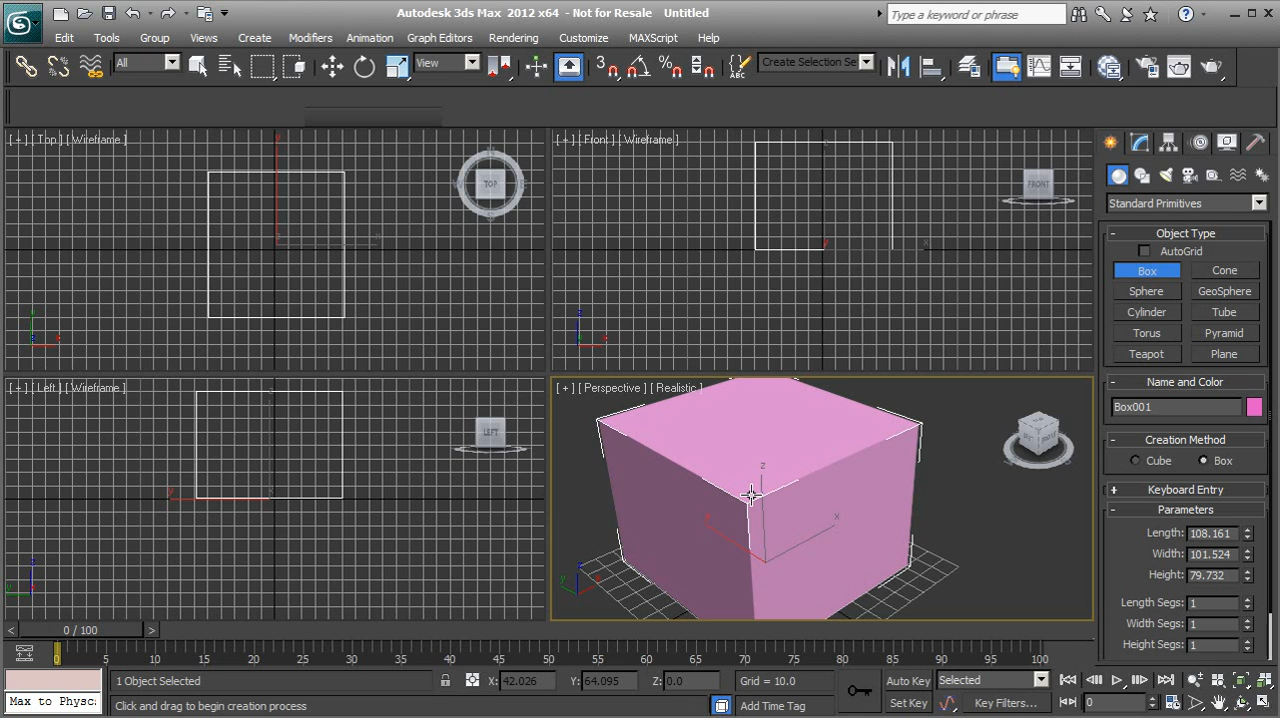 Autodesk 3ds Max 2012 x64 - Not for Resale Untitled
Type a keyword or phrase
Edit Tools Group Views Create Modifiers Animation Graph Editors Rendering Customize MAXScript Help
All
View
3
ABC
Create Selection Se
[ + ] [ Top ] [ Wireframe ]
TOP
[ + ] [ Front ] [ Wireframe ]
FRONT
[ + ] [ Left ] [ Wireframe ]
LEFT
[ + ] [ Perspective ] [ Realistic ]
z
x
Standard Primitives
- Object Type
AutoGrid
Box Cone
Sphere GeoSphere
Cylinder Tube
Torus Pyramid
Teapot Plane
- Name and Color
Box001
- Creation Method
Cube Box
+ Keyboard Entry
- Parameters
Length: 108.161
Width: 101.524
Height: 79.732
Length Segs: 1
Width Segs: 1
Height Segs: 1
< 0 / 100 >
0 5 10 15 20 25 30 35 40 45 50 55 60 65 70 75 80 85 90 95 100
1 Object Selected
X: 42.026 Y: 64.095 Z: 0.0
Grid = 10.0
Auto Key Selected
Max to Physc
Click and drag to begin creation process
Add Time Tag
Set Key Key Filters... 0